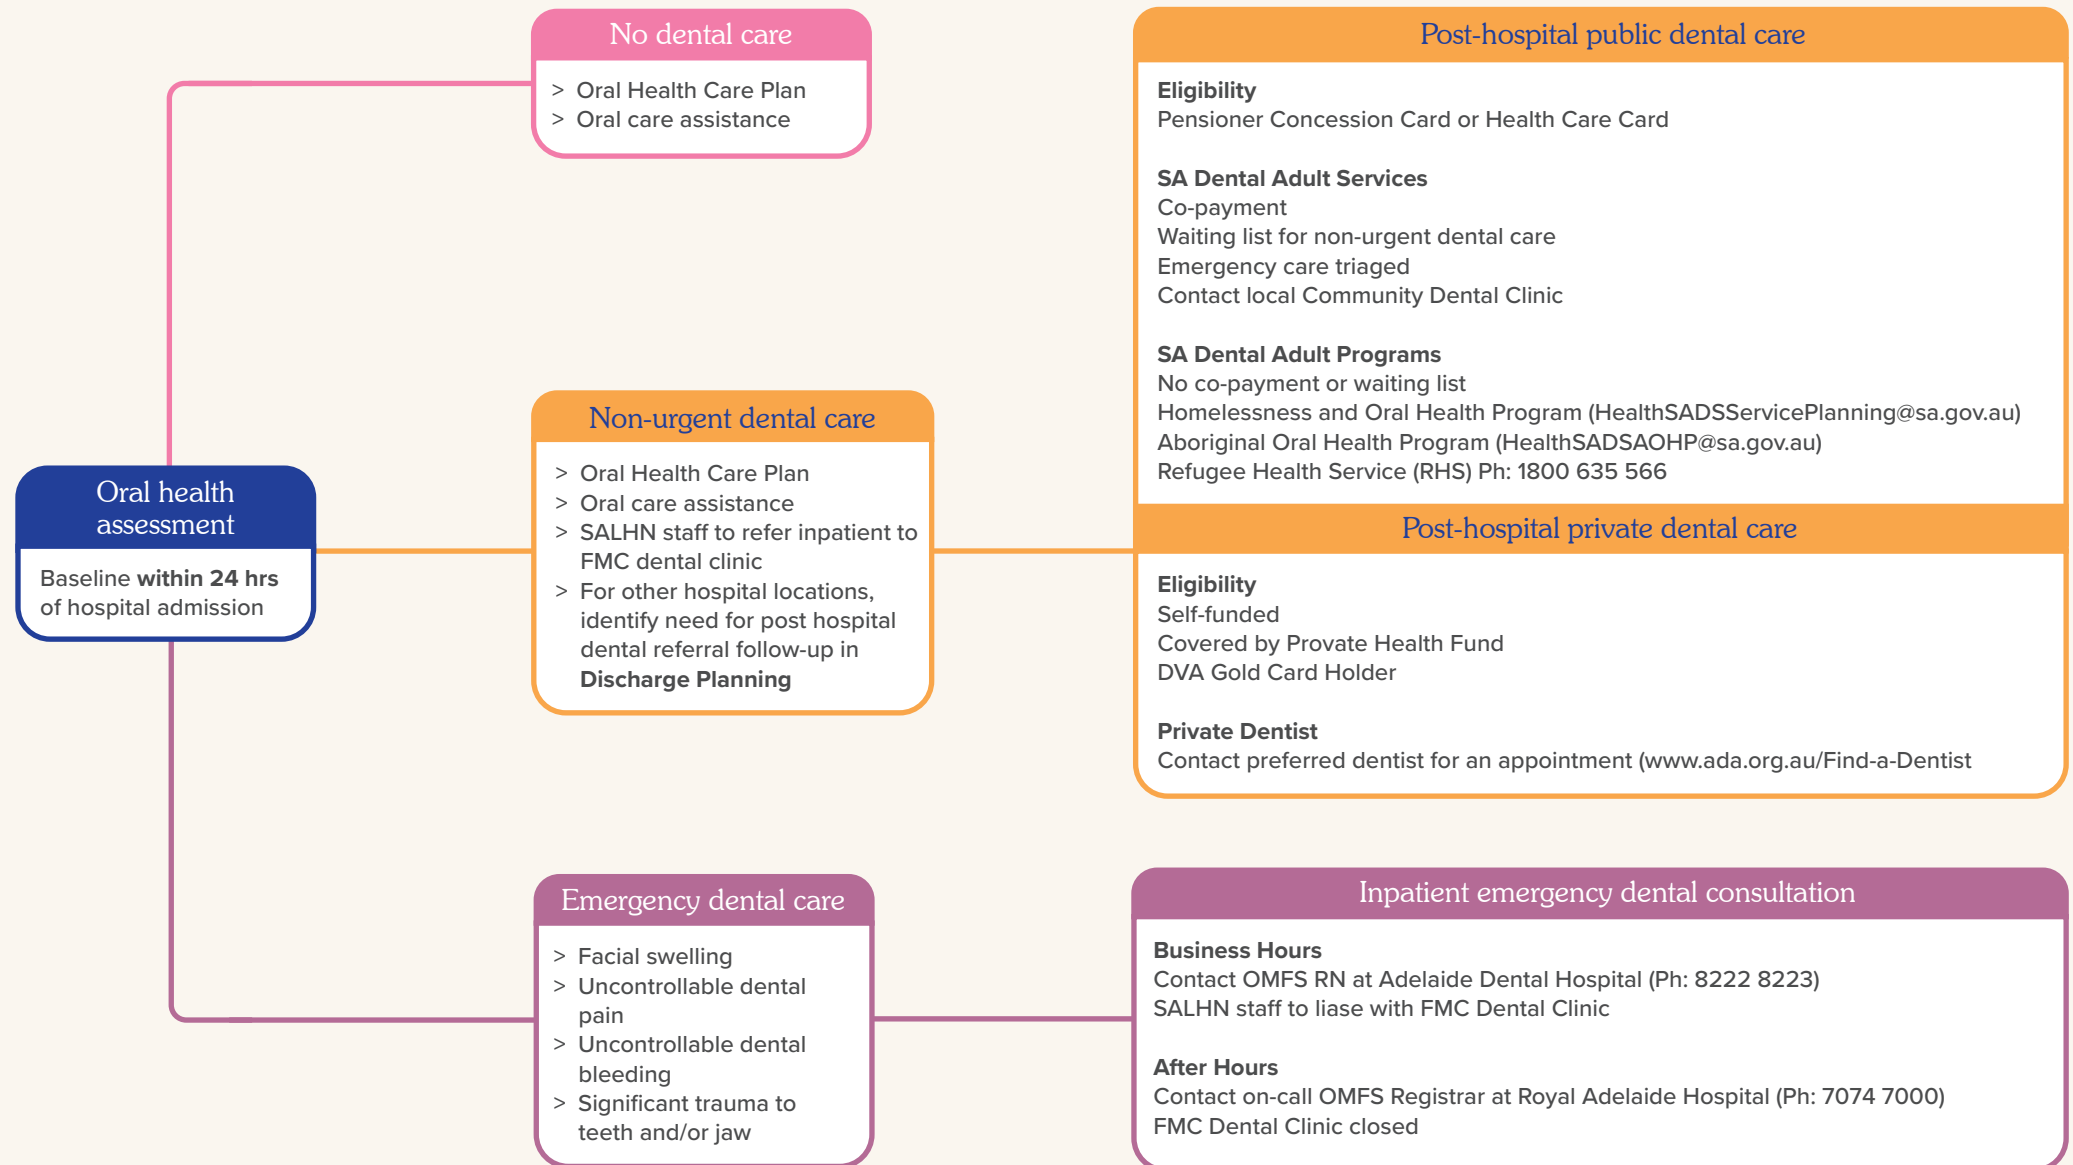 No dental care
> Oral Health Care Plan
> Oral care assistance
Oral health
assessment
Baseline within 24 hrs
of hospital admission
Non-urgent dental care
> Oral Health Care Plan
> Oral care assistance
> SALHN staff to refer inpatient to
FMC dental clinic
> For other hospital locations,
identify need for post hospital
dental referral follow-up in
Discharge Planning
Emergency dental care
> Facial swelling
> Uncontrollable dental
pain
> Uncontrollable dental
bleeding
> Significant trauma to
teeth and/or jaw
Post-hospital public dental care
Eligibility
Pensioner Concession Card or Health Care Card
SA Dental Adult Services
Co-payment
Waiting list for non-urgent dental care
Emergency care triaged
Contact local Community Dental Clinic
SA Dental Adult Programs
No co-payment or waiting list
Homelessness and Oral Health Program (HealthSADSServicePlanning@sa.gov.au)
Aboriginal Oral Health Program (HealthSADSAOHP@sa.gov.au)
Refugee Health Service (RHS) Ph: 1800 635 566
Post-hospital private dental care
Eligibility
Self-funded
Covered by Provate Health Fund
DVA Gold Card Holder
Private Dentist
Contact preferred dentist for an appointment (www.ada.org.au/Find-a-Dentist
Inpatient emergency dental consultation
Business Hours
Contact OMFS RN at Adelaide Dental Hospital (Ph: 8222 8223)
SALHN staff to liase with FMC Dental Clinic
After Hours
Contact on-call OMFS Registrar at Royal Adelaide Hospital (Ph: 7074 7000)
FMC Dental Clinic closed